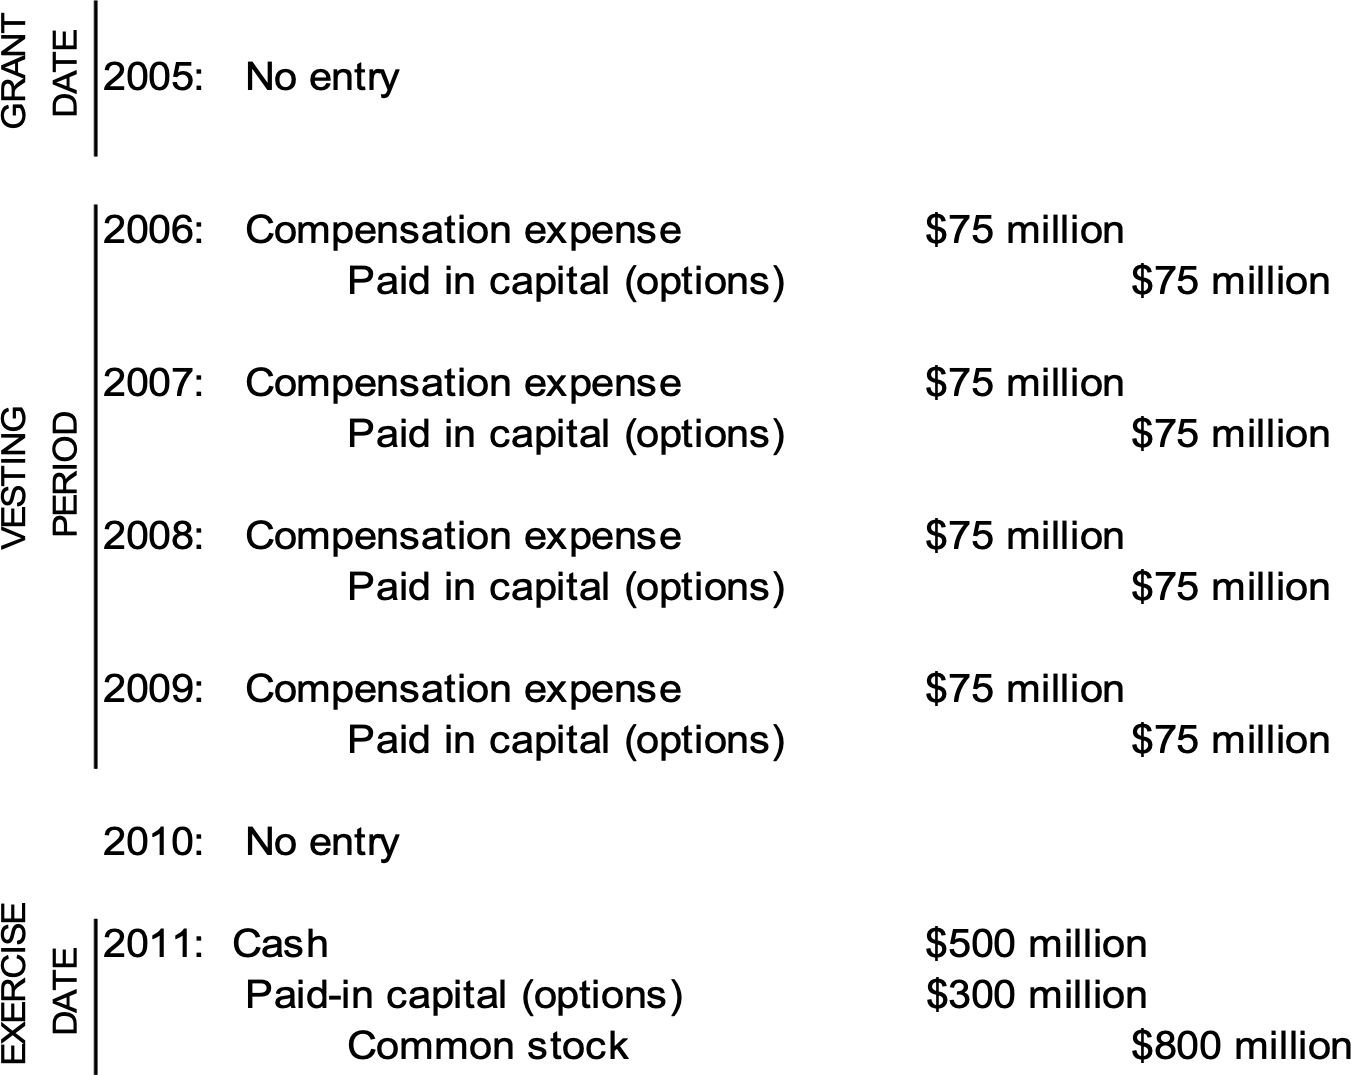 GRANT
DATE
2005: No entry
VESTING
PERIOD
2006: Compensation expense $75 million
Paid in capital (options) $75 million
2007: Compensation expense $75 million
Paid in capital (options) $75 million
2008: Compensation expense $75 million
Paid in capital (options) $75 million
2009: Compensation expense $75 million
Paid in capital (options) $75 million
2010: No entry
EXERCISE
DATE
2011: Cash $500 million
Paid-in capital (options) $300 million
Common stock $800 million